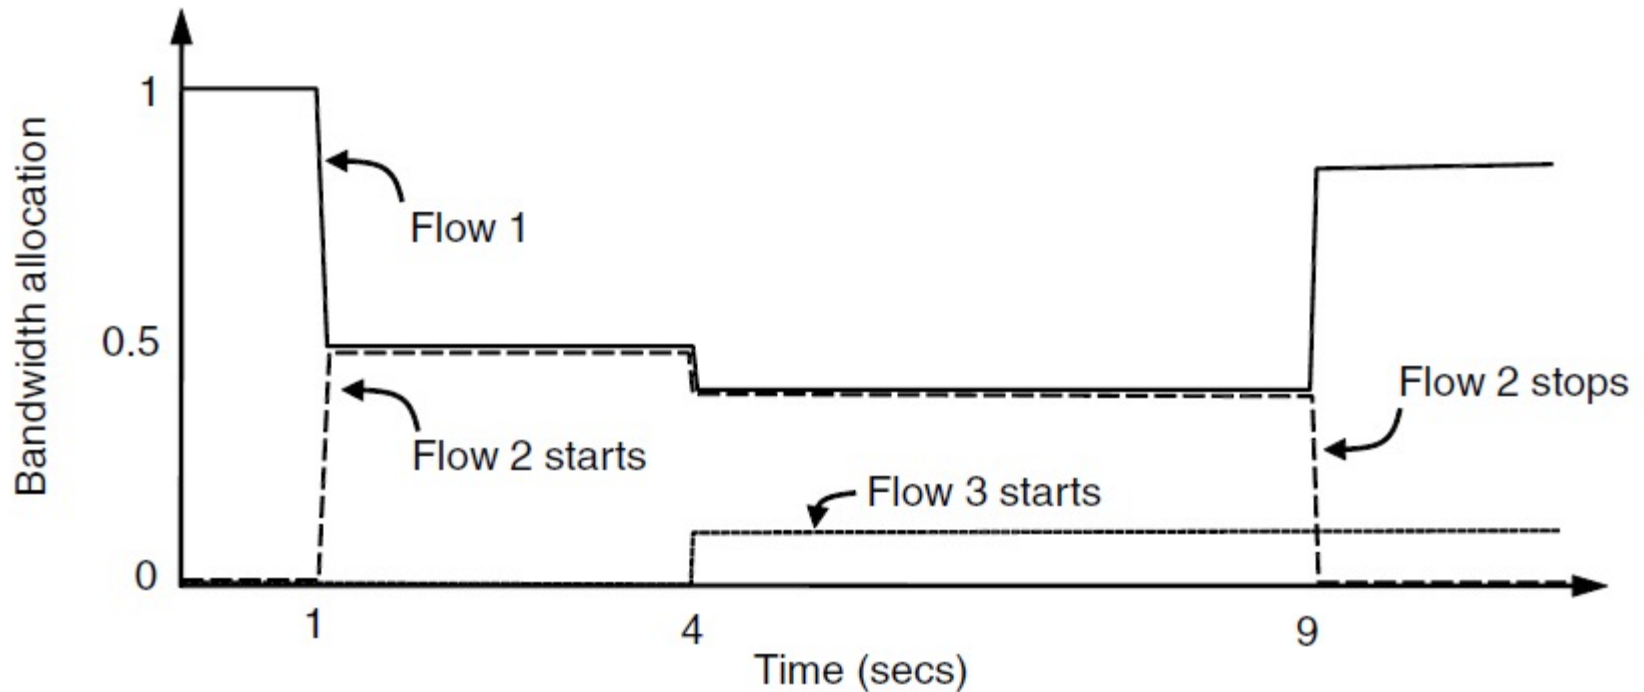 1
Bandwidth allocation
Flow 1
0.5
Flow 2 stops
Flow 2 starts
Flow 3 starts
0
1
4
9
Time (secs)